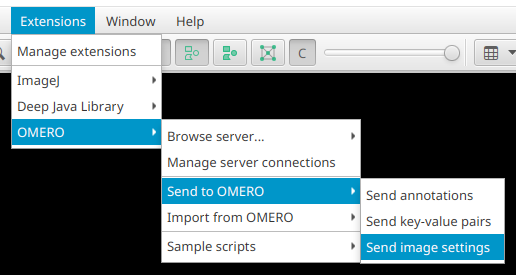 Extensions Window Help
Manage extensions
C
ImageJ
Deep Java Library
OMERO
Browse server...
Manage server connections
Send to OMERO
Send annotations
Import from OMERO
Send key-value pairs
Sample scripts
Send image settings